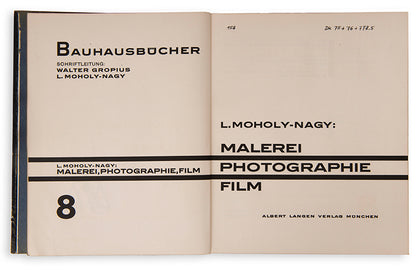 BAUHAUSBÜCHER
SCHRIFTLEITUNG:
WALTER GROPIUS
L. MOHOLY-NAGY
L. MOHOLY-NAGY:
MALEREI, PHOTOGRAPHIE, FILM
8
L. MOHOLY-NAGY:
MALEREI
PHOTOGRAPHIE
FILM
ALBERT LANGEN VERLAG MÜNCHEN